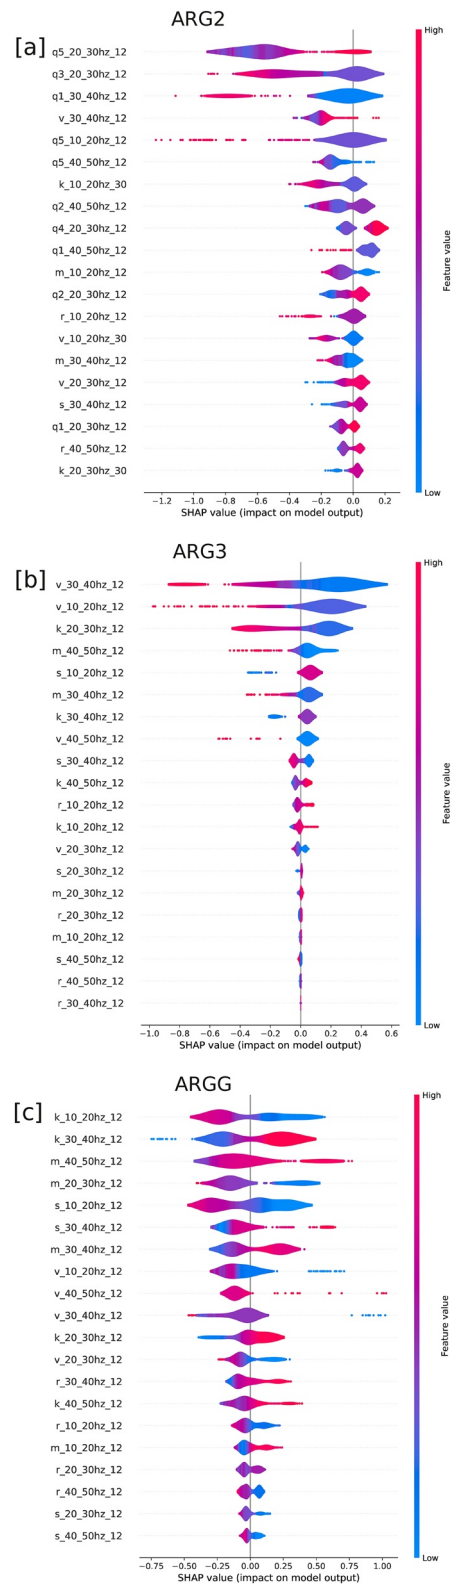 ARG2
[a]
High
q5_20_30hz_12
q3_20_30hz_12
q1_30_40hz_12
v_30_40hz_12
q5_10_20hz_12
q5_40_50hz_12
k_10_20hz_30
q2_40_50hz_12
q4_20_30hz_12
q1_40_50hz_12
m_10_20hz_12
q2_20_30hz_12
r_10_20hz_12
v_10_20hz_30
m_30_40hz_12
v_20_30hz_12
s_30_40hz_12
q1_20_30hz_12
r_40_50hz_12
k_20_30hz_30
Feature value
Low
−1.2 −1.0 −0.8 −0.6 −0.4 −0.2 0.0 0.2
SHAP value (impact on model output)
ARG3
[b]
High
v_30_40hz_12
v_10_20hz_12
k_20_30hz_12
m_40_50hz_12
s_10_20hz_12
m_30_40hz_12
k_30_40hz_12
v_40_50hz_12
s_30_40hz_12
k_40_50hz_12
r_10_20hz_12
k_10_20hz_12
v_20_30hz_12
s_20_30hz_12
m_20_30hz_12
r_20_30hz_12
m_10_20hz_12
s_40_50hz_12
r_40_50hz_12
r_30_40hz_12
Feature value
Low
−1.0 −0.8 −0.6 −0.4 −0.2 0.0 0.2 0.4 0.6
SHAP value (impact on model output)
ARGG
[c]
High
k_10_20hz_12
k_30_40hz_12
m_40_50hz_12
m_20_30hz_12
s_10_20hz_12
s_30_40hz_12
m_30_40hz_12
v_10_20hz_12
v_40_50hz_12
v_30_40hz_12
k_20_30hz_12
v_20_30hz_12
r_30_40hz_12
k_40_50hz_12
r_10_20hz_12
m_10_20hz_12
r_20_30hz_12
r_40_50hz_12
s_20_30hz_12
s_40_50hz_12
Feature value
Low
−0.75 −0.50 −0.25 0.00 0.25 0.50 0.75 1.00
SHAP value (impact on model output)